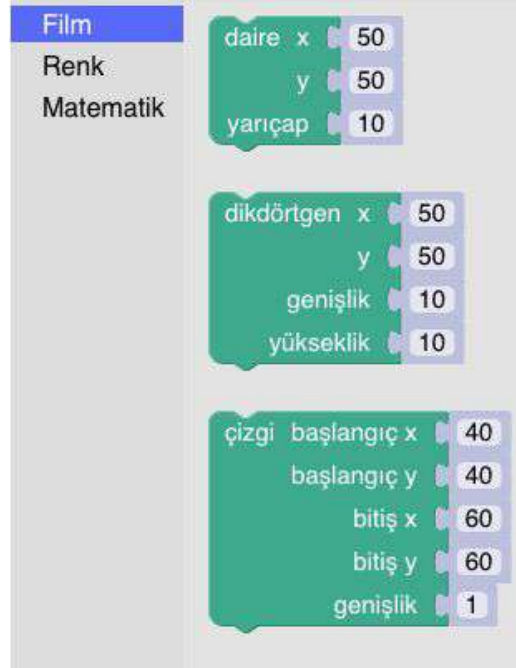 Film
Renk
Matematik
daire x 50
y 50
yarıçap 10
dikdörtgen x 50
y 50
genişlik 10
yükseklik 10
çizgi başlangıç x 40
başlangıç y 40
bitiş x 60
bitiş y 60
genişlik 1